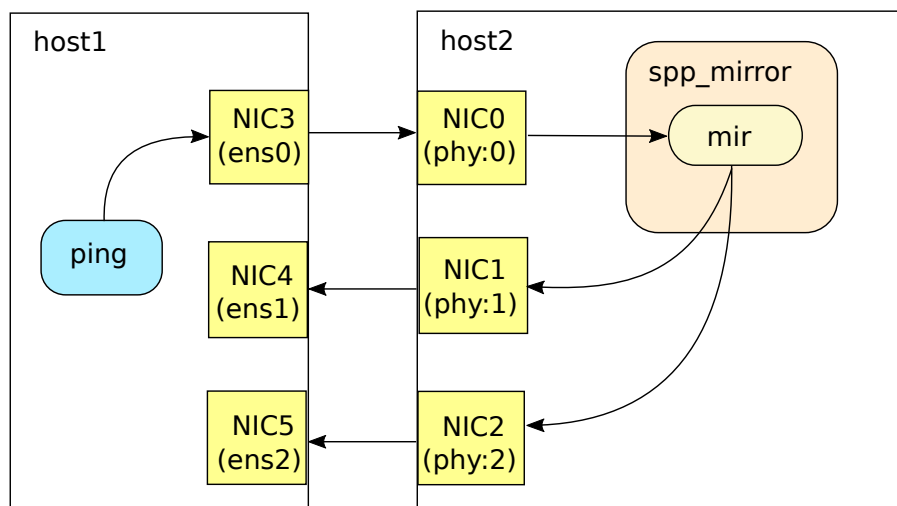 host1
host2
spp_mirror
NIC3
(ens0)
NIC0
(phy:0)
mir
ping
NIC4
(ens1)
NIC1
(phy:1)
NIC5
(ens2)
NIC2
(phy:2)